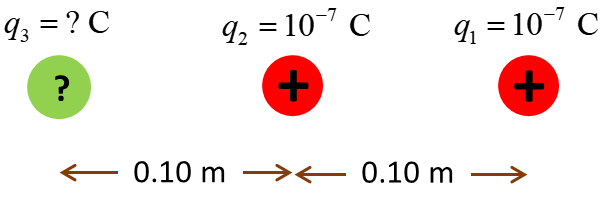 q₃ = ? C q₂ = 10⁻⁷ C q₁ = 10⁻⁷ C
? + +
0.10 m 0.10 m